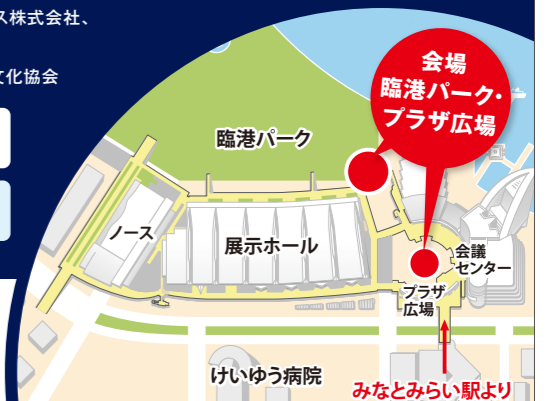 ス株式会社、
文化協会
会場
臨港パーク・
プラザ広場
臨港パーク
ノース
展示ホール
会議
センター
プラザ
広場
けいゆう病院
みなとみらい駅より